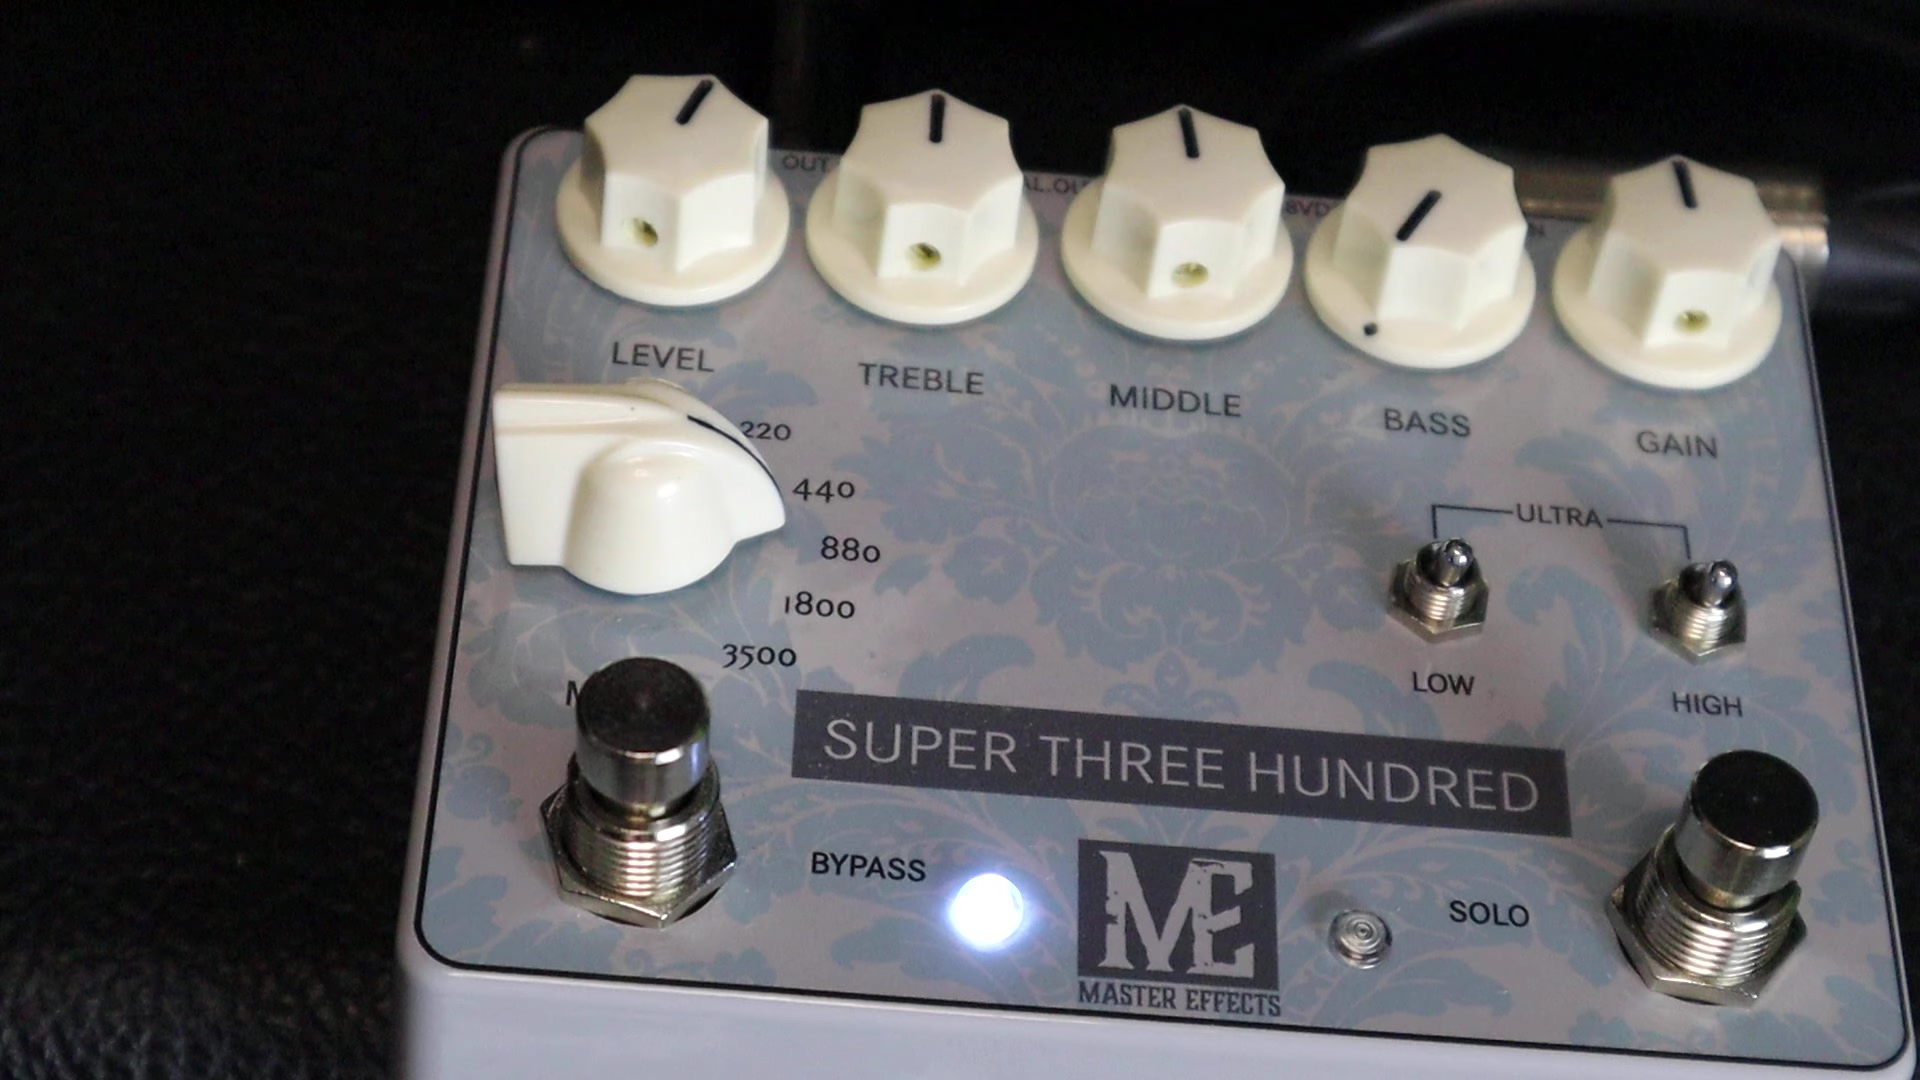 OUT
LEVEL
TREBLE
MIDDLE
BASS
GAIN
220
440
880
1800
3500
ULTRA
LOW
HIGH
SUPER THREE HUNDRED
BYPASS
SOLO
ME
MASTER EFFECTS